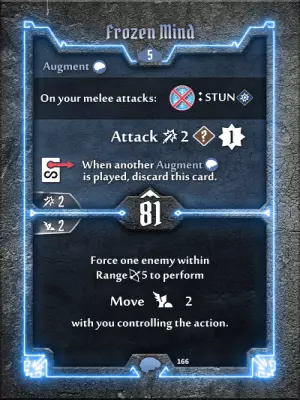 Frozen Mind
5
Augment
On your melee attacks: : STUN
Attack 2 ? 1
S When another Augment
is played, discard this card.
2
81
2
Force one enemy within
Range 5 to perform
Move 2
with you controlling the action.
166